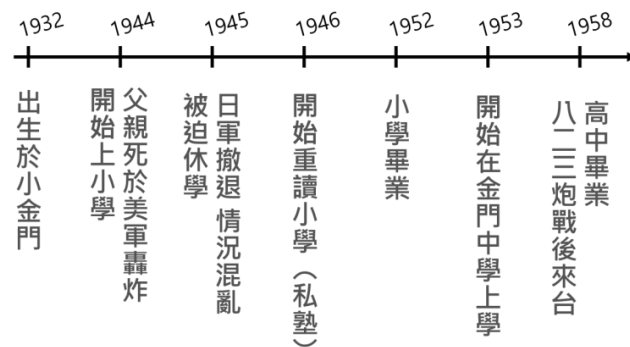 1932
1944
1945
1946
1952
1953
1958
出生於小金門
父親死於美軍轟炸
開始上小學
日軍撤退 情況混亂
被迫休學
開始重讀小學（私塾）
小學畢業
開始在金門中學上學
高中畢業
八二三炮戰後來台